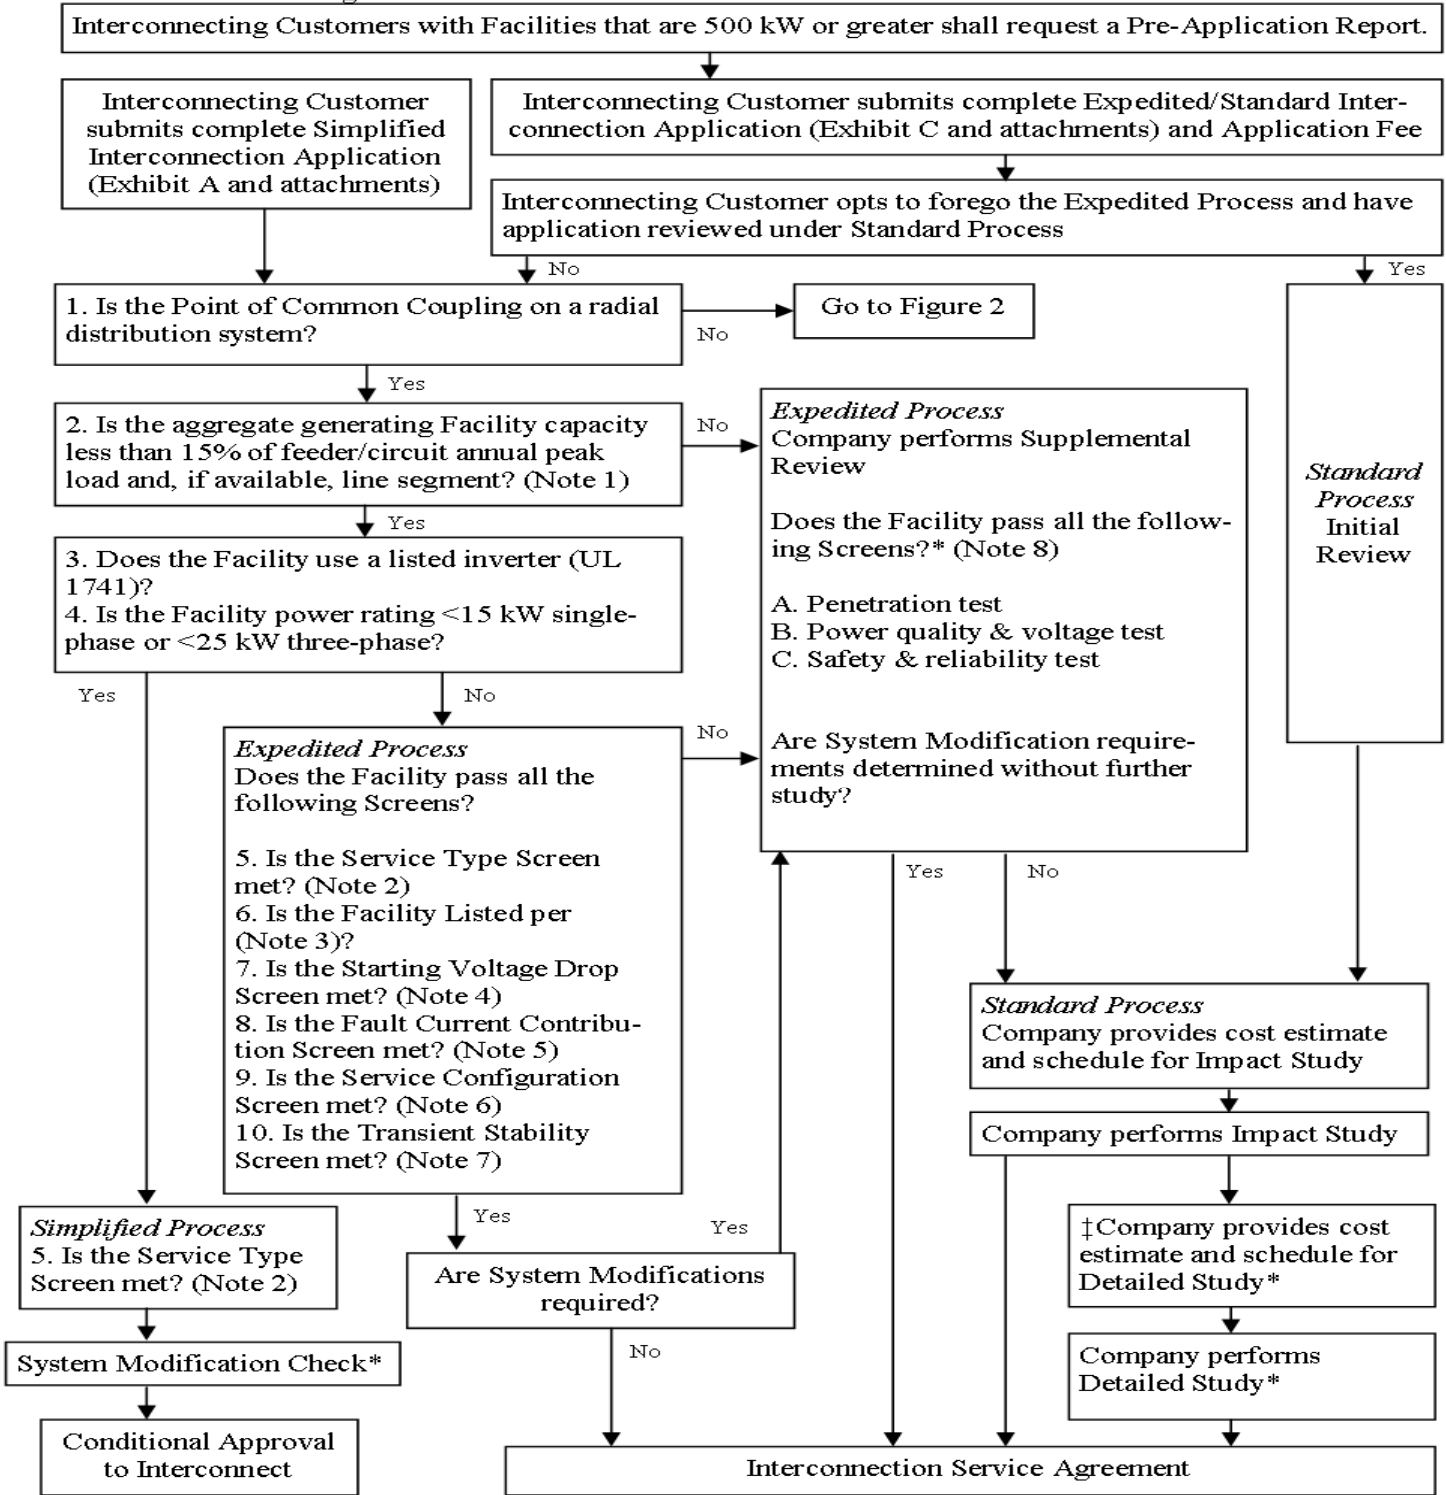 Interconnecting Customers with Facilities that are 500 kW or greater shall request a Pre-Application Report.
Interconnecting Customer
submits complete Simplified
Interconnection Application
(Exhibit A and attachments)
Interconnecting Customer submits complete Expedited/Standard Inter-
connection Application (Exhibit C and attachments) and Application Fee
Interconnecting Customer opts to forego the Expedited Process and have
application reviewed under Standard Process
No
Yes
1. Is the Point of Common Coupling on a radial
distribution system?
No
Go to Figure 2
Yes
2. Is the aggregate generating Facility capacity
less than 15% of feeder/circuit annual peak
load and, if available, line segment? (Note 1)
No
Yes
3. Does the Facility use a listed inverter (UL
1741)?
4. Is the Facility power rating <15 kW single-
phase or <25 kW three-phase?
Yes
No
Expedited Process
Company performs Supplemental
Review
Does the Facility pass all the follow-
ing Screens?* (Note 8)
A. Penetration test
B. Power quality & voltage test
C. Safety & reliability test
Are System Modification require-
ments determined without further
study?
Standard
Process
Initial
Review
Expedited Process
Does the Facility pass all the
following Screens?
5. Is the Service Type Screen
met? (Note 2)
6. Is the Facility Listed per
(Note 3)?
7. Is the Starting Voltage Drop
Screen met? (Note 4)
8. Is the Fault Current Contribu-
tion Screen met? (Note 5)
9. Is the Service Configuration
Screen met? (Note 6)
10. Is the Transient Stability
Screen met? (Note 7)
No
Yes
No
Standard Process
Company provides cost estimate
and schedule for Impact Study
Company performs Impact Study
‡Company provides cost
estimate and schedule for
Detailed Study*
Company performs
Detailed Study*
Simplified Process
5. Is the Service Type
Screen met? (Note 2)
System Modification Check*
Conditional Approval
to Interconnect
Yes
Yes
Are System Modifications
required?
No
Interconnection Service Agreement